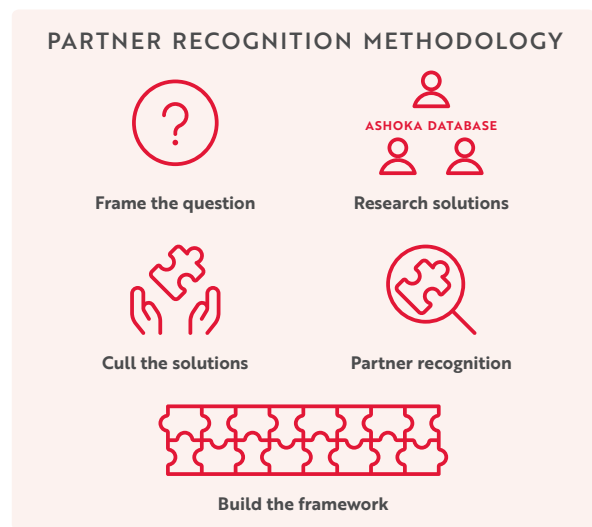 PARTNER RECOGNITION METHODOLOGY
?
ASHOKA DATABASE
Frame the question
Research solutions
Cull the solutions
Partner recognition
Build the framework